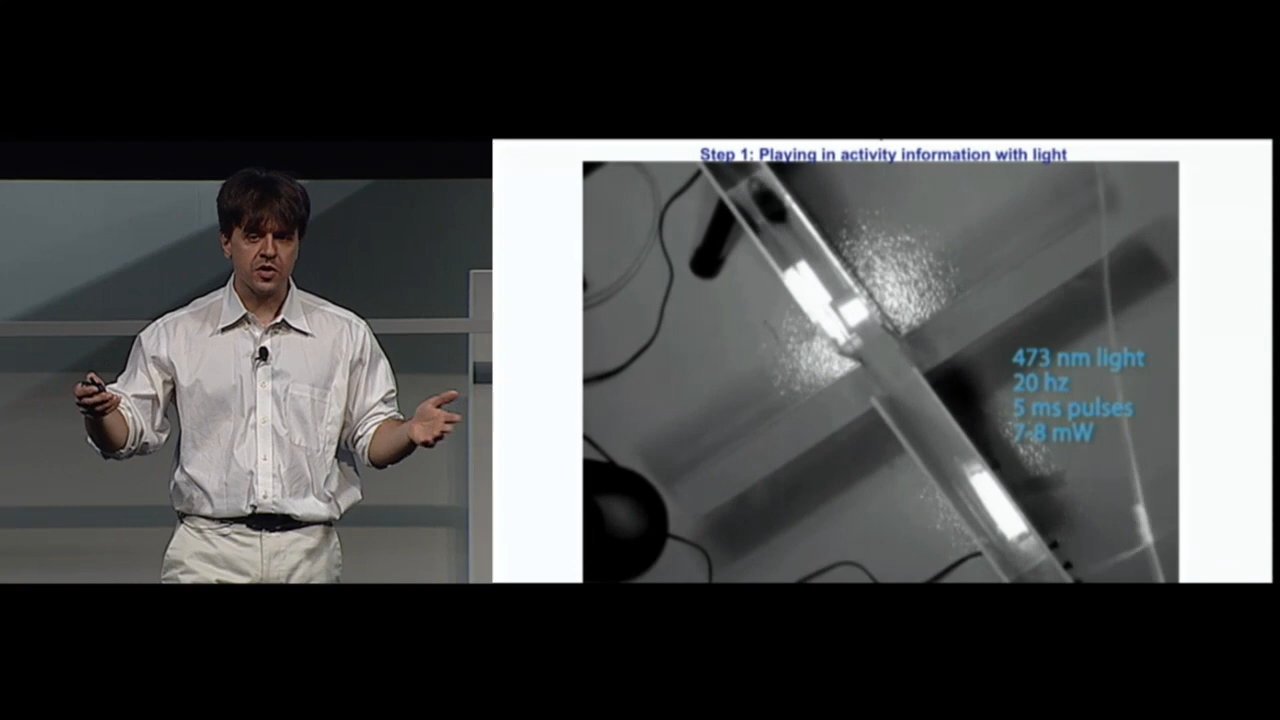 Step 1: Playing in activity information with light
473 nm light
20 hz
5 ms pulses
7-8 mW